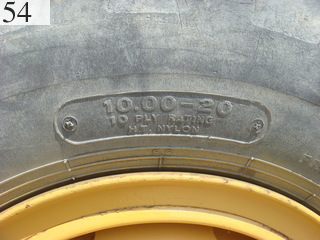 54
10.00-20
10 PLY RATING
H.T. NYLON